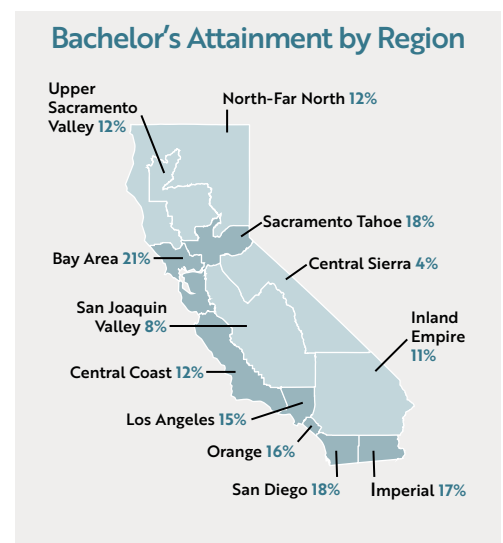 Bachelor’s Attainment by Region
Upper
Sacramento
Valley 12%
North-Far North 12%
Sacramento Tahoe 18%
Bay Area 21%
Central Sierra 4%
San Joaquin
Valley 8%
Inland
Empire
11%
Central Coast 12%
Los Angeles 15%
Orange 16%
San Diego 18%
Imperial 17%